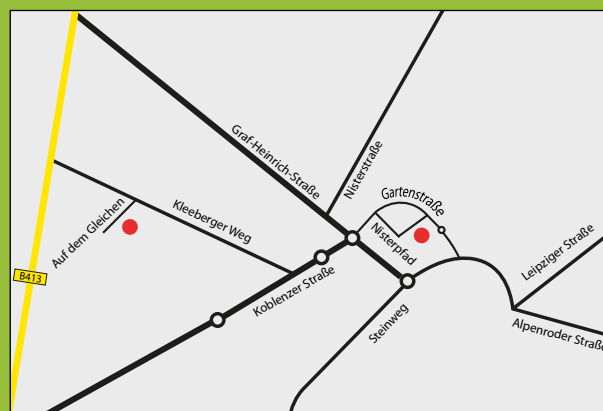 Graf-Heinrich-Straße
Nisterstraße
Gartenstraße
Nisterpfad
Auf dem Gleichen
Kleeberger Weg
Leipziger Straße
B413
Koblenzer Straße
Steinweg
Alpenroder Straße